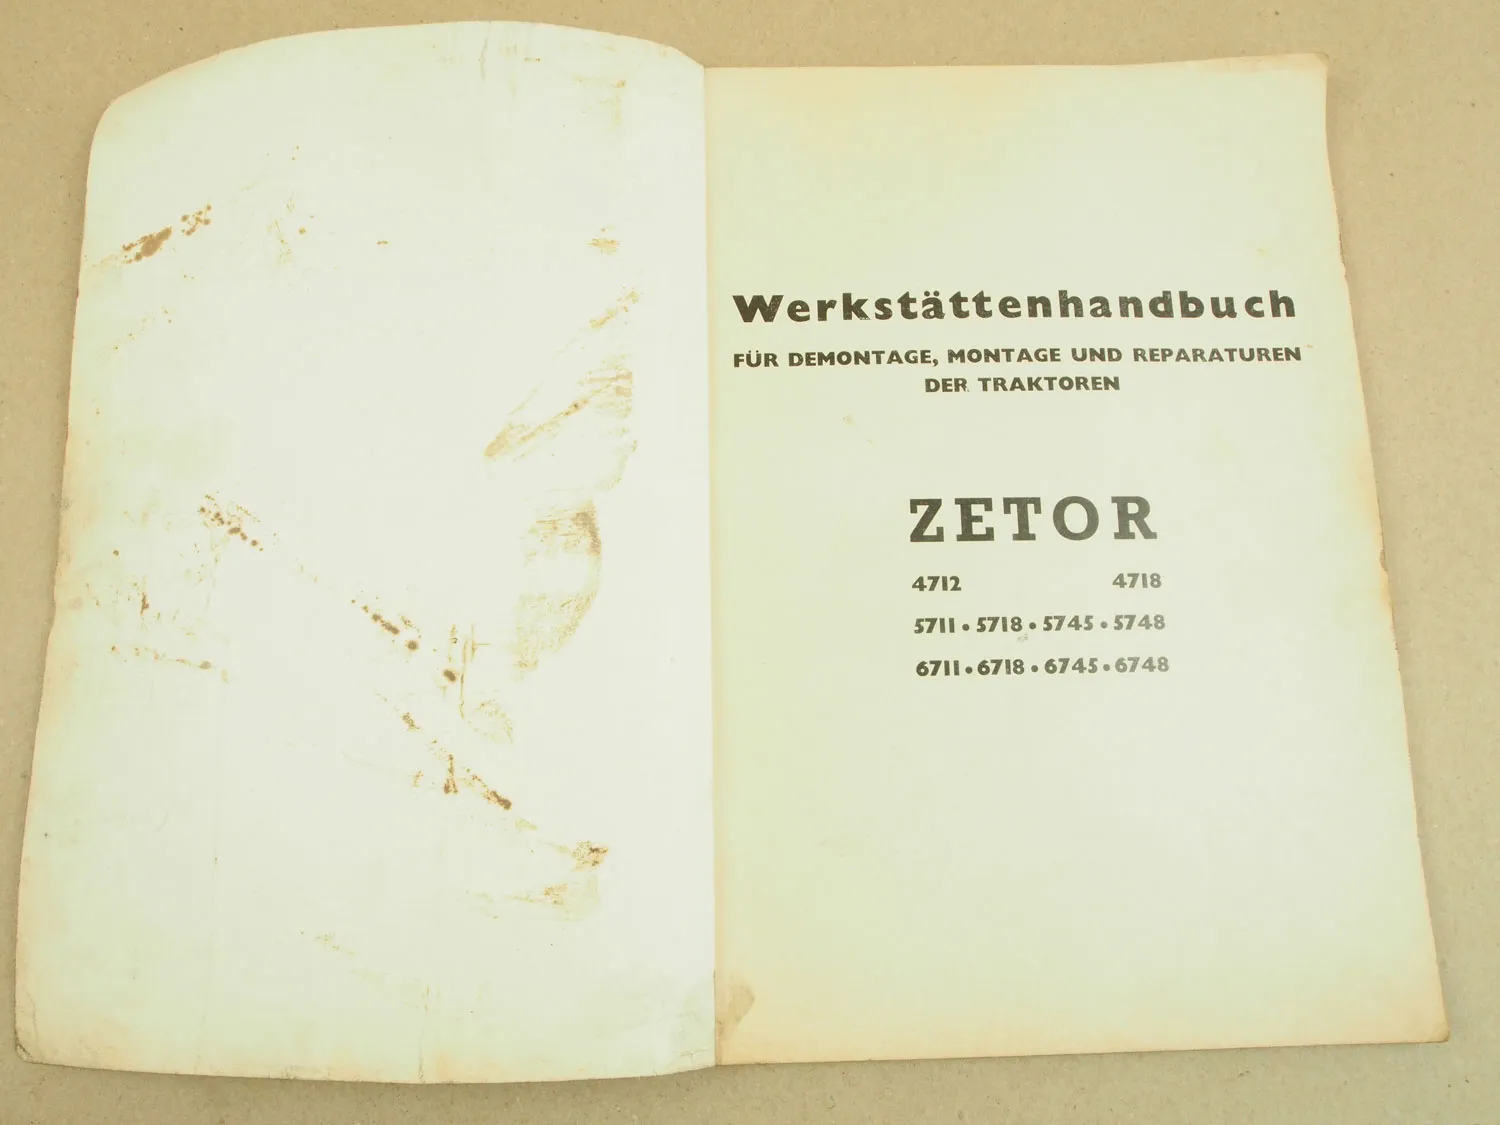 Werkstättenhandbuch
FÜR DEMONTAGE, MONTAGE UND REPARATUREN
DER TRAKTOREN
ZETOR
4712 4718
5711 • 5718 • 5745 • 5748
6711 • 6718 • 6745 • 6748